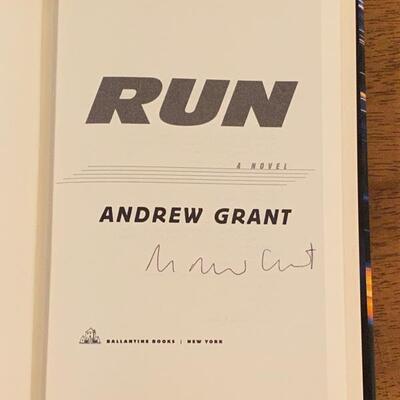 RUN
A NOVEL
ANDREW GRANT
BALLANTINE BOOKS | NEW YORK